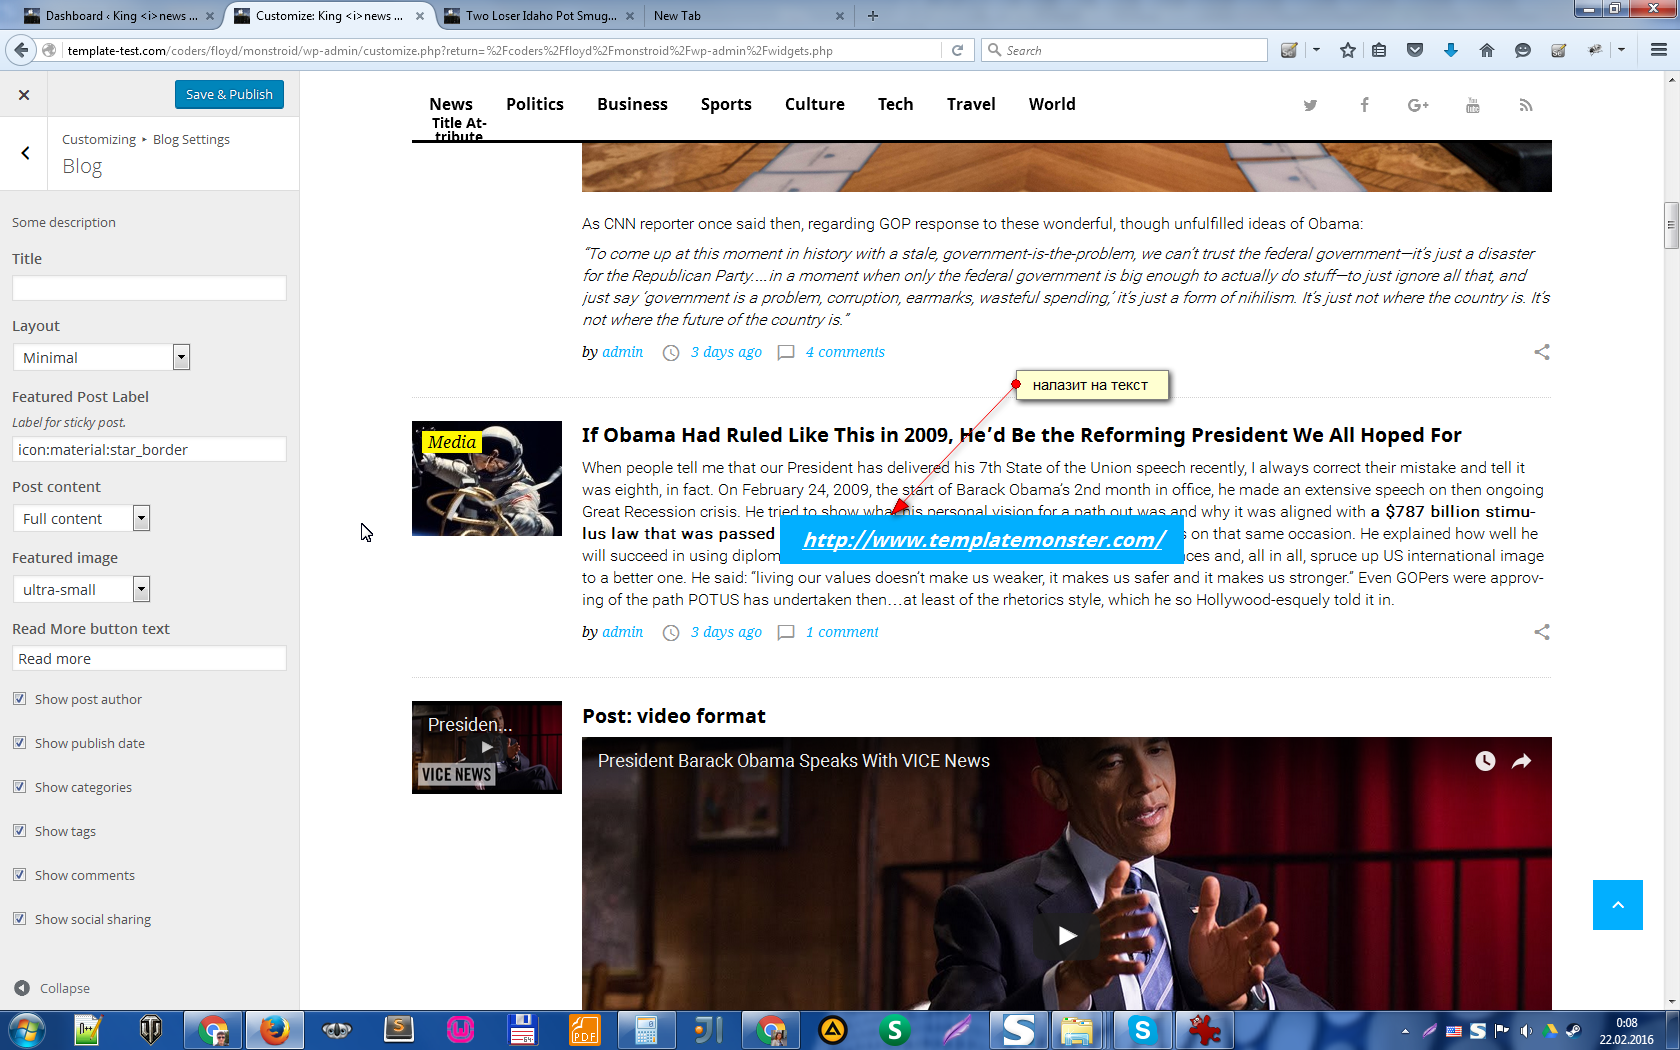 Dashboard ‹ King <i>news ...
Customize: King <i>news ...
Two Loser Idaho Pot Smug...
New Tab
template-test.com/coders/floyd/monstroid/wp-admin/customize.php?return=%2Fcoders%2Ffloyd%2Fmonstroid%2Fwp-admin%2Fwidgets.php
Search
Save & Publish
Customizing ▸ Blog Settings
Blog
Some description
Title
Layout
Minimal
Featured Post Label
Label for sticky post.
icon:material:star_border
Post content
Full content
Featured image
ultra-small
Read More button text
Read more
Show post author
Show publish date
Show categories
Show tags
Show comments
Show social sharing
Collapse
News Politics Business Sports Culture Tech Travel World
Title At-
tribute
As CNN reporter once said then, regarding GOP response to these wonderful, though unfulfilled ideas of Obama:
“To come up at this moment in history with a stale, government-is-the-problem, we can’t trust the federal government—it’s just a disaster
for the Republican Party....in a moment when only the federal government is big enough to actually do stuff—to just ignore all that, and
just say ‘government is a problem, corruption, earmarks, wasteful spending,’ it’s just a form of nihilism. It’s just not where the country is. It’s
not where the future of the country is.”
by admin 3 days ago 4 comments
налазит на текст
Media
If Obama Had Ruled Like This in 2009, He’d Be the Reforming President We All Hoped For
When people tell me that our President has delivered his 7th State of the Union speech recently, I always correct their mistake and tell it
was eighth, in fact. On February 24, 2009, the start of Barack Obama’s 2nd month in office, he made an extensive speech on then ongoing
Great Recession crisis. He tried to show what his personal vision for a path out was and why it was aligned with a $787 billion stimu-
lus law that was passed s on that same occasion. He explained how well he
http://www.templatemonster.com/
will succeed in using diplom ces and, all in all, spruce up US international image
to a better one. He said: “living our values doesn’t make us weaker, it makes us safer and it makes us stronger.” Even GOPers were approv-
ing of the path POTUS has undertaken then…at least of the rhetorics style, which he so Hollywood-esquely told it in.
by admin 3 days ago 1 comment
Presiden...
VICE NEWS
Post: video format
President Barack Obama Speaks With VICE News
0:08
22.02.2016